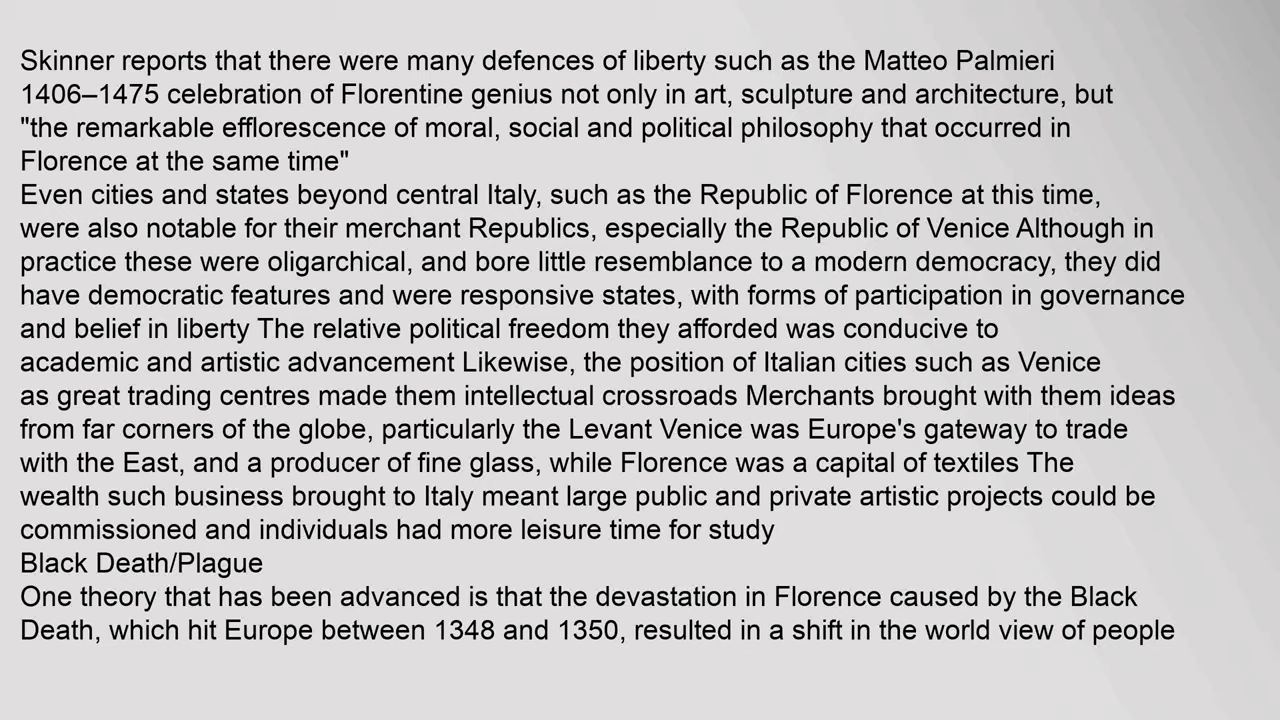 Skinner reports that there were many defences of liberty such as the Matteo Palmieri
1406–1475 celebration of Florentine genius not only in art, sculpture and architecture, but
"the remarkable efflorescence of moral, social and political philosophy that occurred in
Florence at the same time"
Even cities and states beyond central Italy, such as the Republic of Florence at this time,
were also notable for their merchant Republics, especially the Republic of Venice Although in
practice these were oligarchical, and bore little resemblance to a modern democracy, they did
have democratic features and were responsive states, with forms of participation in governance
and belief in liberty The relative political freedom they afforded was conducive to
academic and artistic advancement Likewise, the position of Italian cities such as Venice
as great trading centres made them intellectual crossroads Merchants brought with them ideas
from far corners of the globe, particularly the Levant Venice was Europe's gateway to trade
with the East, and a producer of fine glass, while Florence was a capital of textiles The
wealth such business brought to Italy meant large public and private artistic projects could be
commissioned and individuals had more leisure time for study
Black Death/Plague
One theory that has been advanced is that the devastation in Florence caused by the Black
Death, which hit Europe between 1348 and 1350, resulted in a shift in the world view of people